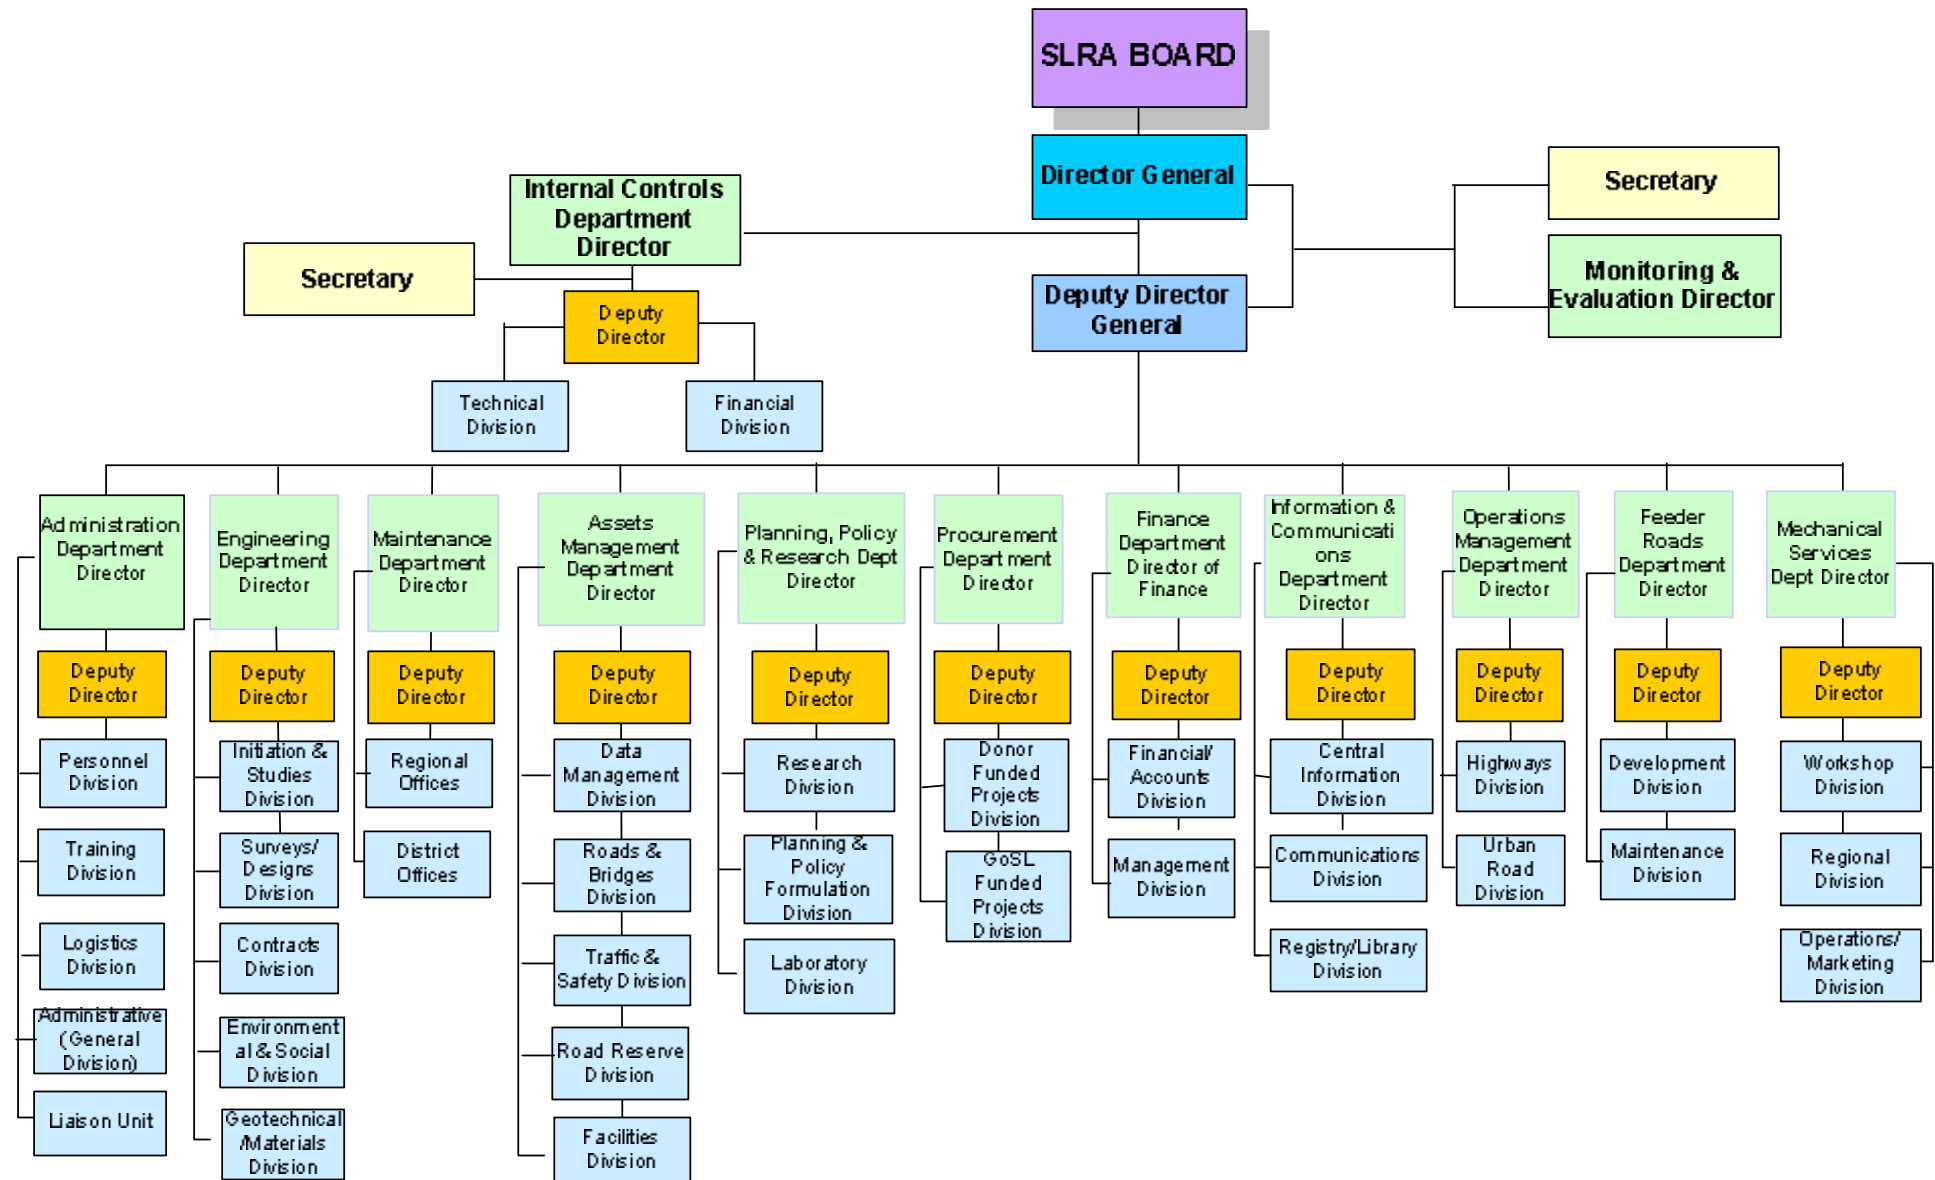 SLRA BOARD
Director General
Secretary
Internal Controls
Department
Director
Secretary
Monitoring &
Evaluation Director
Deputy Director
General
Deputy
Director
Technical
Division
Financial
Division
Administration
Department
Director
Engineering
Department
Director
Maintenance
Department
Director
Assets
Management
Department
Director
Planning, Policy
& Research Dept
Director
Procurement
Department
Director
Finance
Department
Director of
Finance
Information &
Communicati
ons
Department
Director
Operations
Management
Department
Director
Feeder
Roads
Department
Director
Mechanical
Services
Dept Director
Deputy
Director
Deputy
Director
Deputy
Director
Deputy
Director
Deputy
Director
Deputy
Director
Deputy
Director
Deputy
Director
Deputy
Director
Deputy
Director
Deputy
Director
Personnel
Division
Initiation &
Studies
Division
Regional
Offices
Data
Management
Division
Research
Division
Donor
Funded
Projects
Division
Financial/
Accounts
Division
Central
Information
Division
Highways
Division
Development
Division
Workshop
Division
Training
Division
Surveys/
Designs
Division
District
Offices
Roads &
Bridges
Division
Planning &
Policy
Formulation
Division
GoSL
Funded
Projects
Division
Management
Division
Communications
Division
Urban
Road
Division
Maintenance
Division
Regional
Division
Logistics
Division
Contracts
Division
Traffic &
Safety Division
Laboratory
Division
Registry/Library
Division
Operations/
Marketing
Division
Administrative
(General
Division)
Environment
al & Social
Division
Road Reserve
Division
Liaison Unit
Geotechnical
/Materials
Division
Facilities
Division